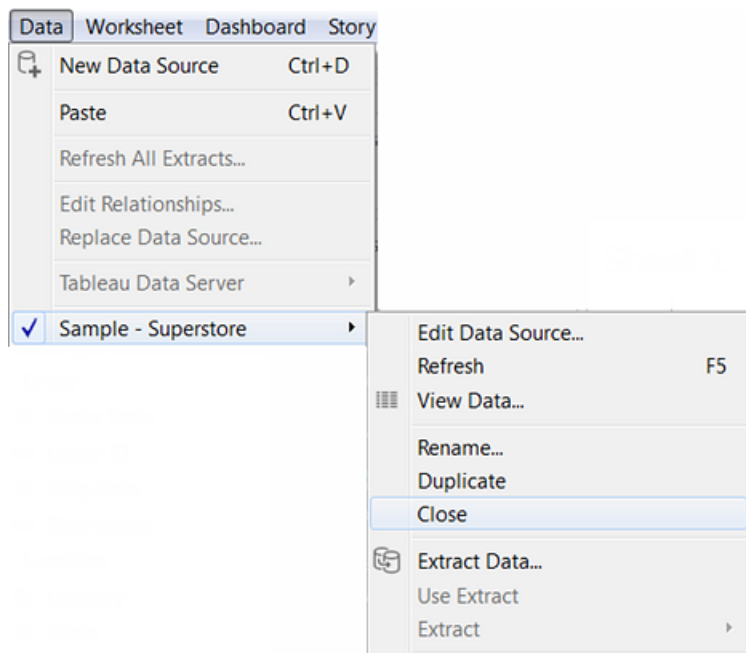 Data Worksheet Dashboard Story
New Data Source Ctrl+D
Paste Ctrl+V
Refresh All Extracts...
Edit Relationships...
Replace Data Source...
Tableau Data Server
Sample - Superstore
Edit Data Source...
Refresh F5
View Data...
Rename...
Duplicate
Close
Extract Data...
Use Extract
Extract